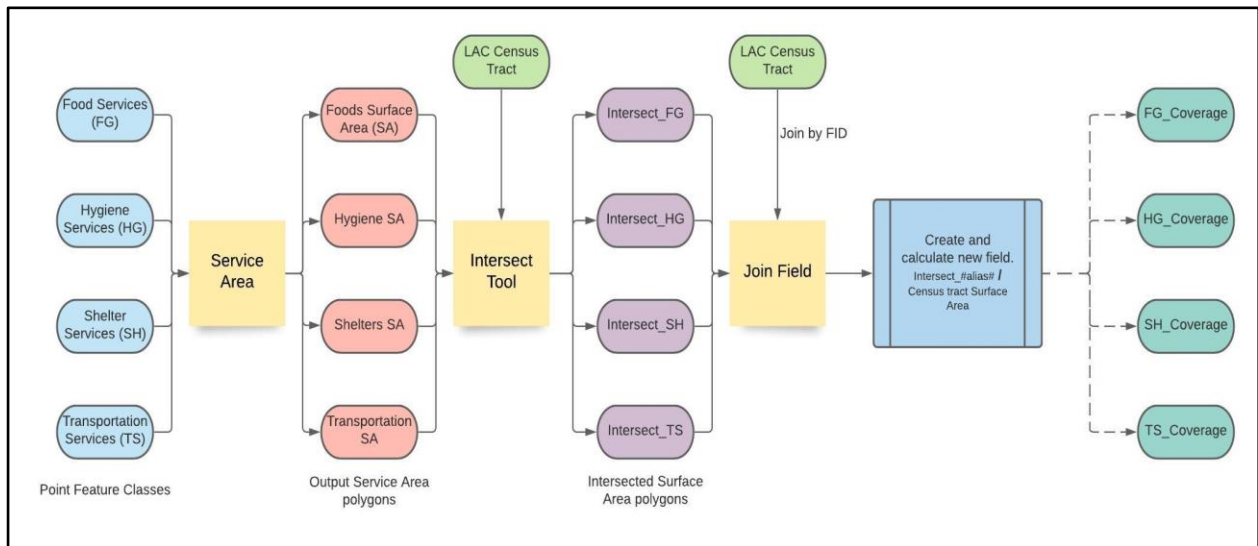 LAC Census
Tract
LAC Census
Tract
Food Services
(FG)
Hygiene
Services (HG)
Shelter
Services (SH)
Transportation
Services (TS)
Point Feature Classes
Service
Area
Foods Surface
Area (SA)
Hygiene SA
Shelters SA
Transportation
SA
Output Service Area
polygons
Intersect
Tool
Intersect_FG
Intersect_HG
Intersect_SH
Intersect_TS
Intersected Surface
Area polygons
Join by FID
Join Field
Create and
calculate new field.
Intersect_#alias# /
Census tract Surface
Area
FG_Coverage
HG_Coverage
SH_Coverage
TS_Coverage